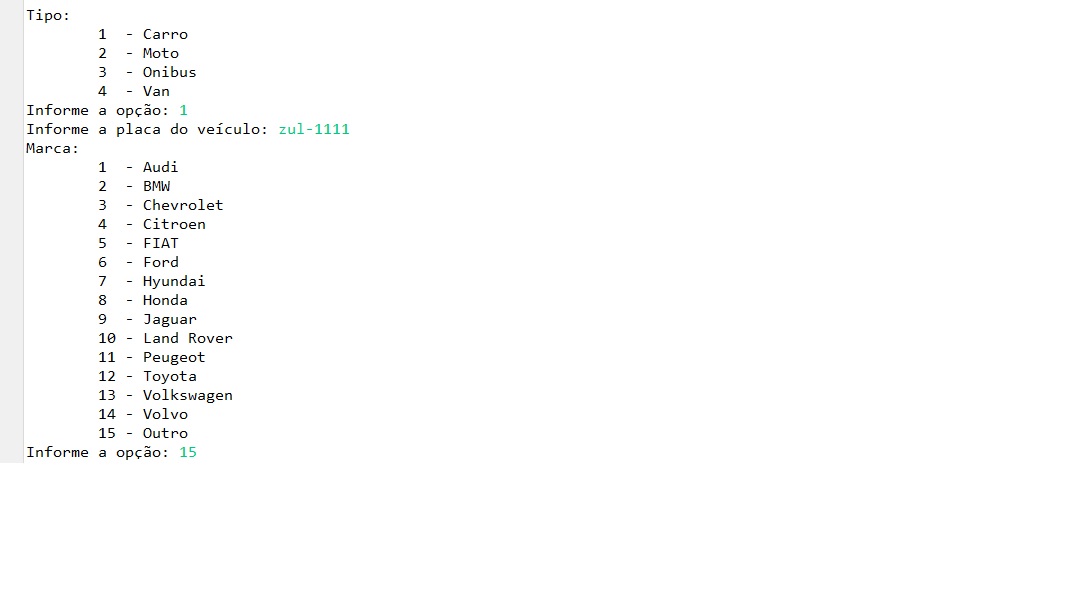 Tipo:
1 - Carro
2 - Moto
3 - Onibus
4 - Van
Informe a opção: 1
Informe a placa do veículo: zul-1111
Marca:
1 - Audi
2 - BMW
3 - Chevrolet
4 - Citroen
5 - FIAT
6 - Ford
7 - Hyundai
8 - Honda
9 - Jaguar
10 - Land Rover
11 - Peugeot
12 - Toyota
13 - Volkswagen
14 - Volvo
15 - Outro
Informe a opção: 15